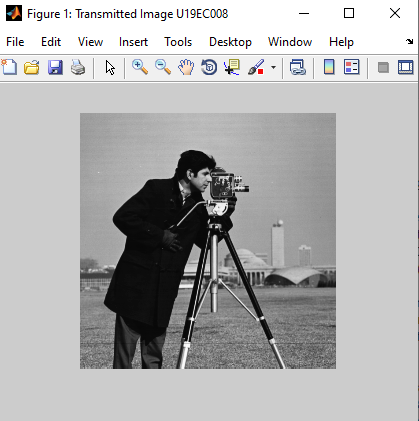 Figure 1: Transmitted Image U19EC008
File Edit View Insert Tools Desktop Window Help